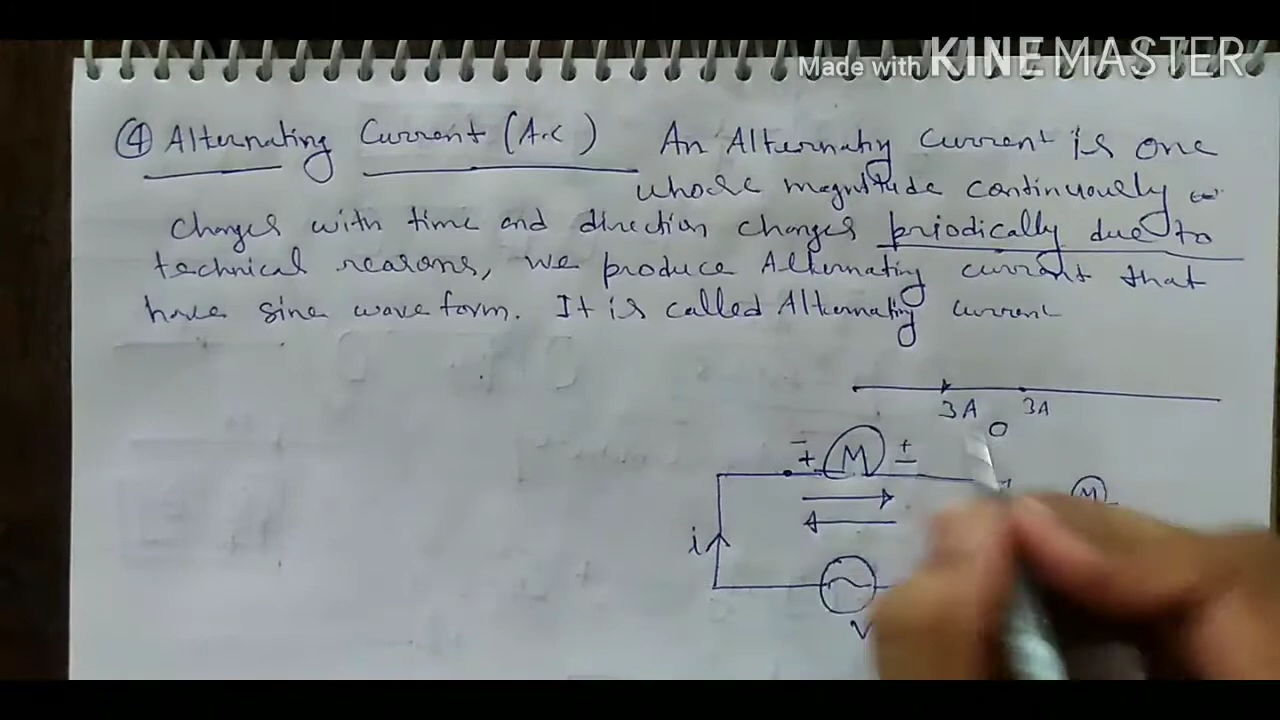 Made with KINEMASTER
④ Alternating Current (A.c) An Alternating current is one
whose magnitude continuously
changes with time and direction changes priodically due to
technical reasons, we produce Alternating current that
have sine wave form. It is called Alternating current
3A 3A
0
- + M + -
M
i
V